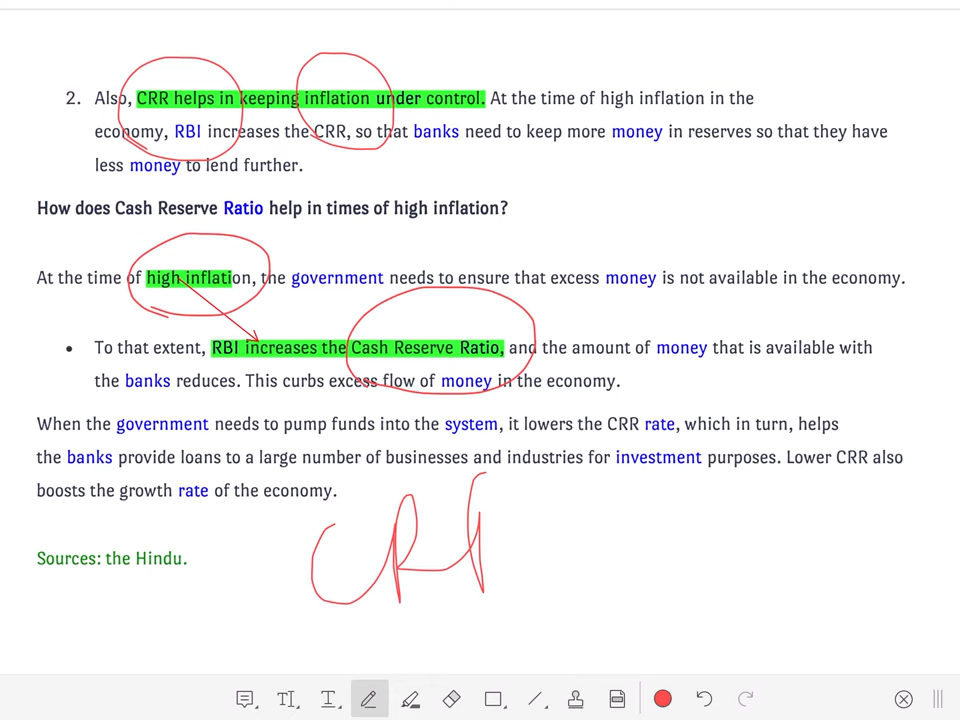 2. Also, CRR helps in keeping inflation under control. At the time of high inflation in the
economy, RBI increases the CRR, so that banks need to keep more money in reserves so that they have
less money to lend further.
How does Cash Reserve Ratio help in times of high inflation?
At the time of high inflation, the government needs to ensure that excess money is not available in the economy.
• To that extent, RBI increases the Cash Reserve Ratio, and the amount of money that is available with
the banks reduces. This curbs excess flow of money in the economy.
When the government needs to pump funds into the system, it lowers the CRR rate, which in turn, helps
the banks provide loans to a large number of businesses and industries for investment purposes. Lower CRR also
boosts the growth rate of the economy.
Sources: the Hindu.